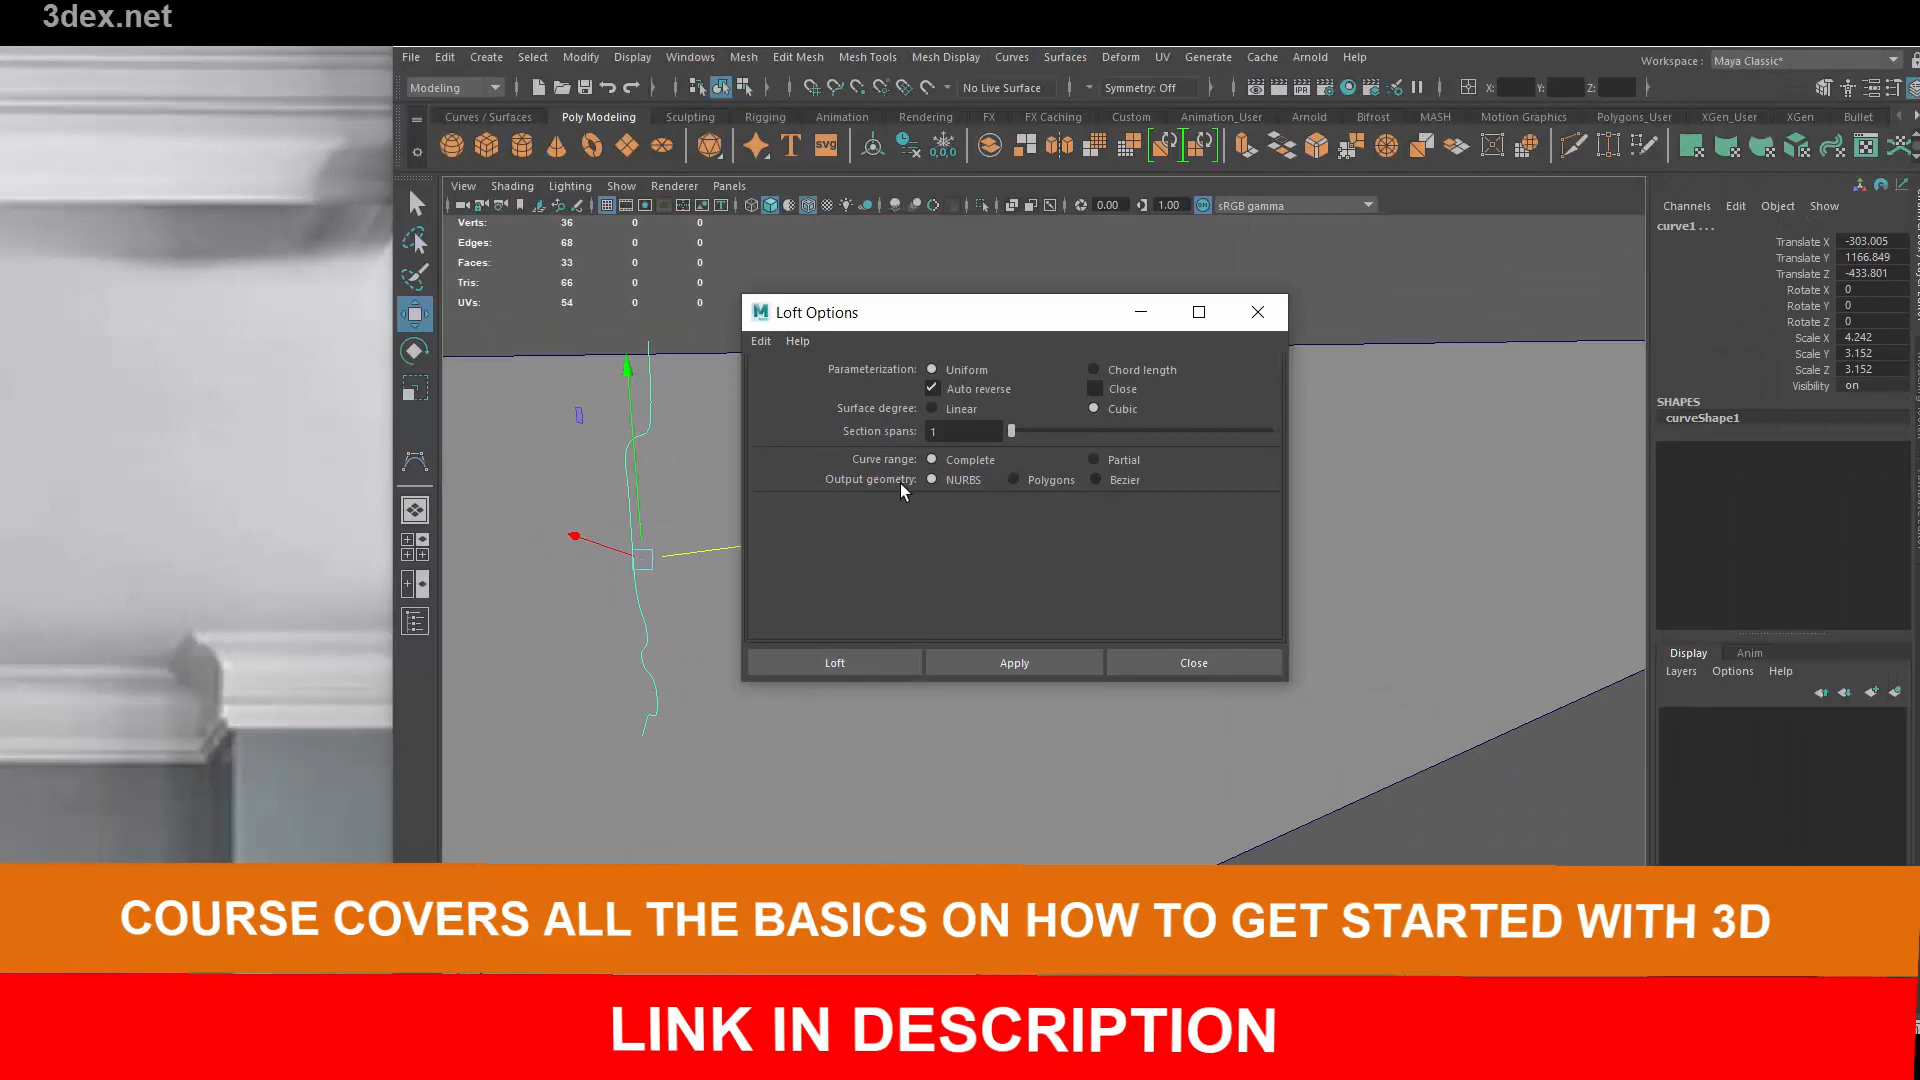 3dex.net
File Edit Create Select Modify Display Windows Mesh Edit Mesh Mesh Tools Mesh Display Curves Surfaces Deform UV Generate Cache Arnold Help
Workspace : Maya Classic*
Modeling No Live Surface Symmetry: Off X: Y: Z:
Curves / Surfaces Poly Modeling Sculpting Rigging Animation Rendering FX FX Caching Custom Animation_User Arnold Bifrost MASH Motion Graphics Polygons_User XGen_User XGen Bullet
T svg 0,0,0
View Shading Lighting Show Renderer Panels
0.00 1.00 ON sRGB gamma
Verts: 36 0 0
Edges: 68 0 0
Faces: 33 0 0
Tris: 66 0 0
UVs: 54 0 0
Loft Options
Edit Help
Parameterization: Uniform Chord length
Auto reverse Close
Surface degree: Linear Cubic
Section spans: 1
Curve range: Complete Partial
Output geometry: NURBS Polygons Bezier
Loft Apply Close
Channels Edit Object Show
curve1 ...
Translate X -303.005
Translate Y 1166.849
Translate Z -433.801
Rotate X 0
Rotate Y 0
Rotate Z 0
Scale X 4.242
Scale Y 3.152
Scale Z 3.152
Visibility on
SHAPES
curveShape1
Display Anim
Layers Options Help
COURSE COVERS ALL THE BASICS ON HOW TO GET STARTED WITH 3D
LINK IN DESCRIPTION